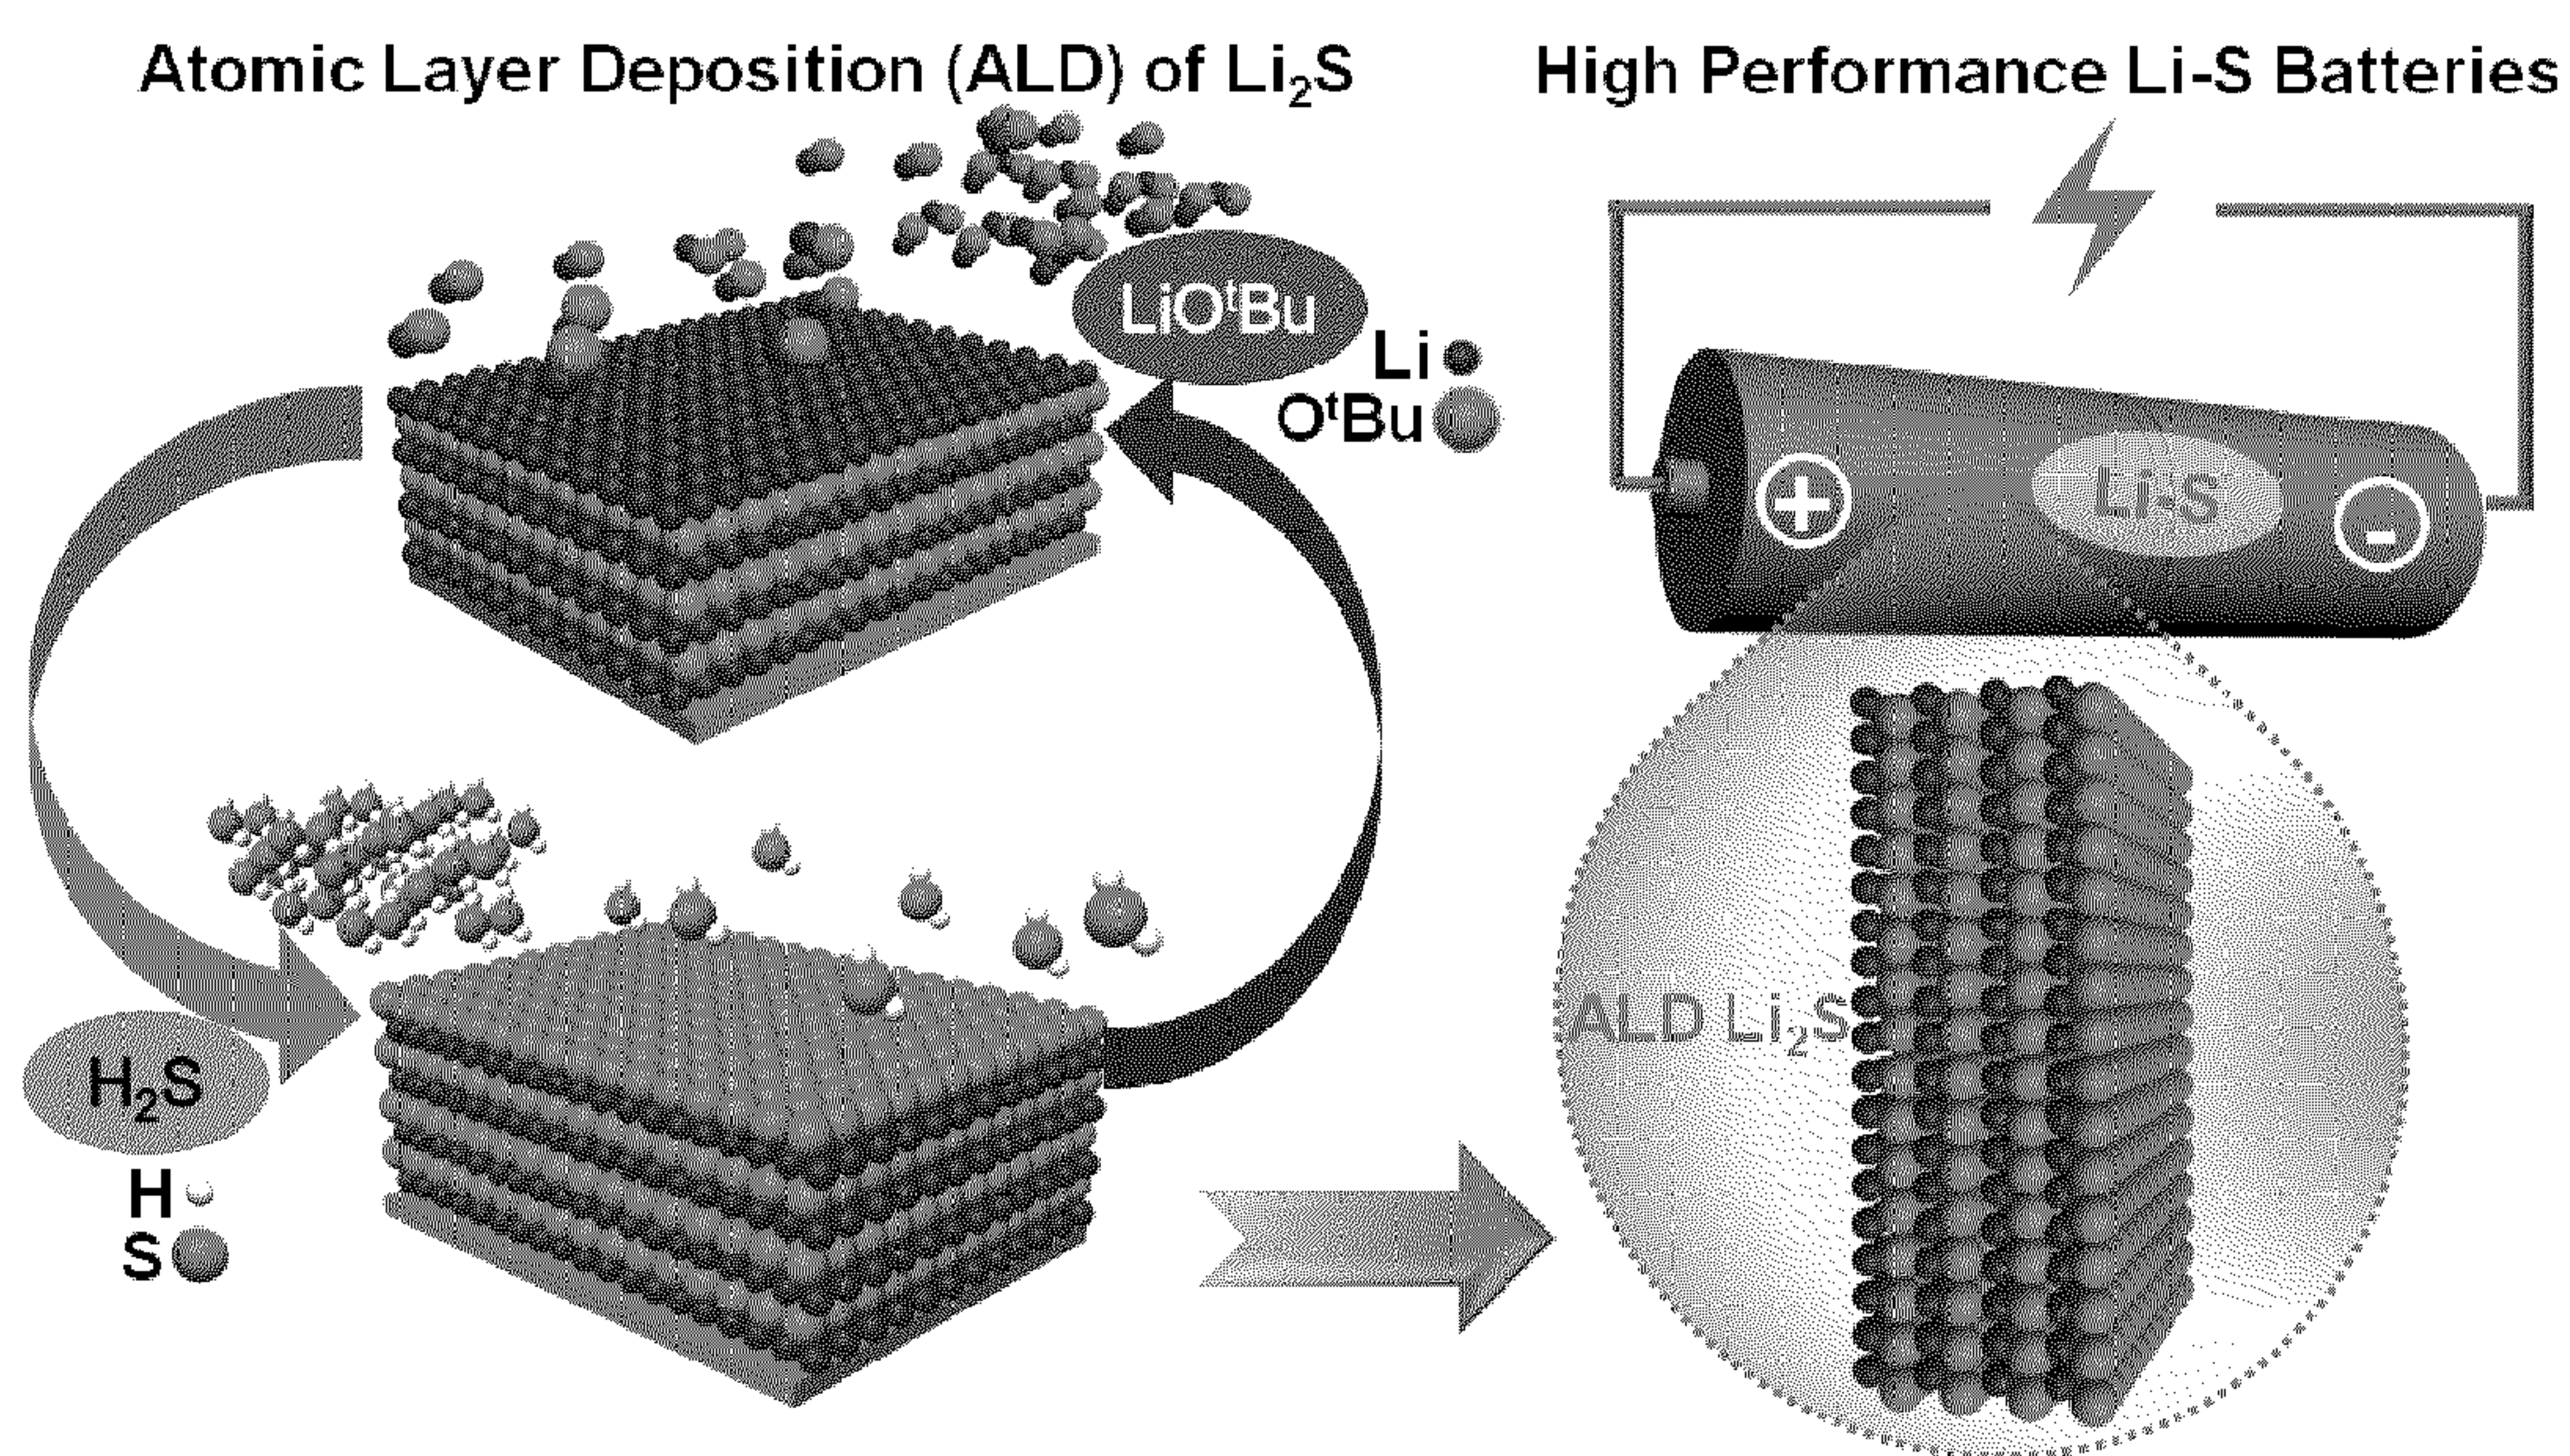 Atomic Layer Deposition (ALD) of Li₂S
High Performance Li-S Batteries
LiOᵗBu
Li
OᵗBu
+
Li-S
-
H₂S
H
S
ALD Li₂S